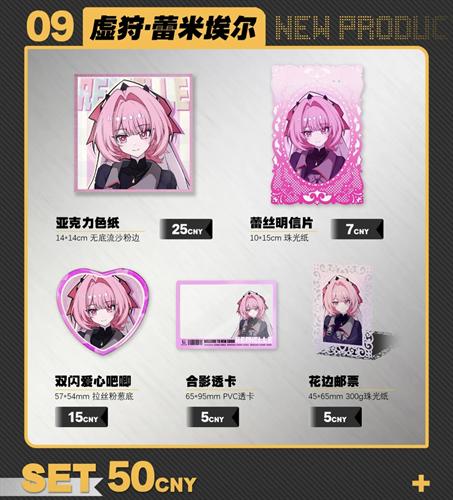 09 虚狩·蕾米埃尔 NEW PRODUC
REMIELLE
亚克力色纸
14*14cm 无底流沙粉边
25CNY
蕾丝明信片
10*15cm 珠光纸
7CNY
双闪爱心吧唧
57*54mm 拉丝粉葱底
15CNY
合影透卡
65*95mm PVC透卡
5CNY
花边邮票
45*65mm 300g珠光纸
5CNY
SET 50CNY
+